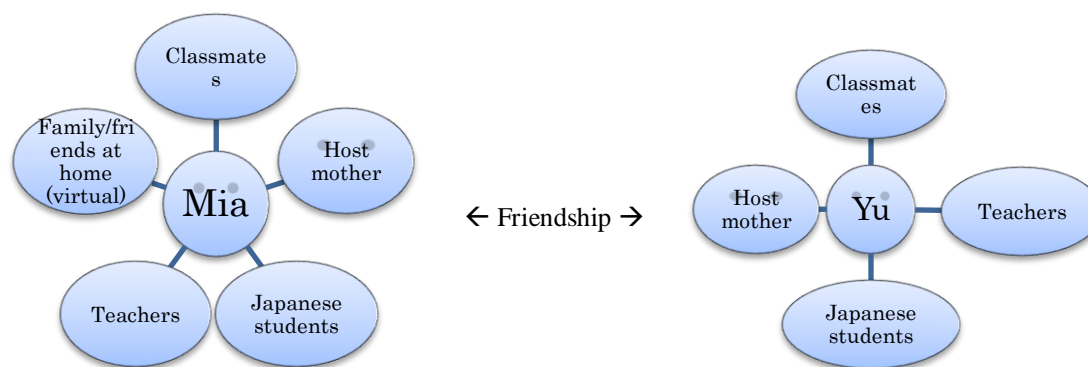 Classmate
s
Family/fri
ends at
home
(virtual)
Host
mother
Mia
Teachers
Japanese
students
← Friendship →
Classmat
es
Host
mother
Yu
Teachers
Japanese
students